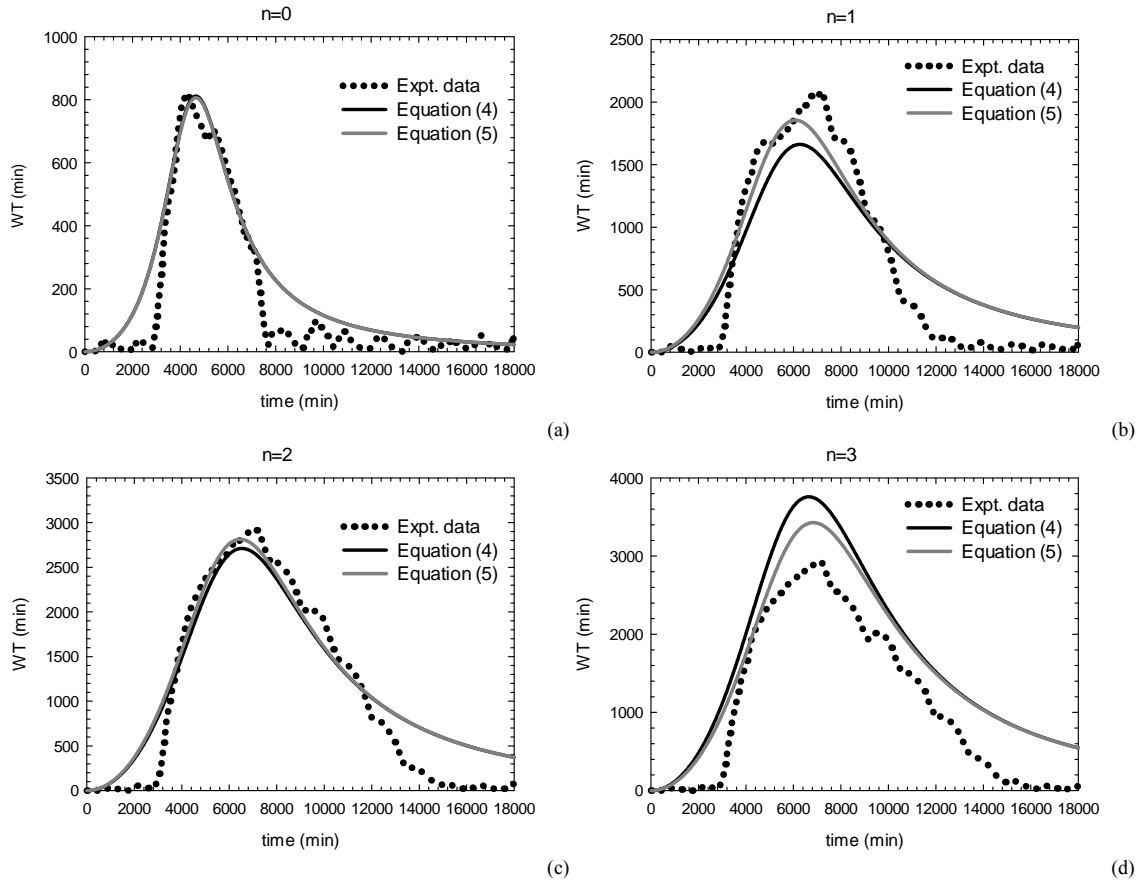 n=0
1000
800
600
400
200
0
WT (min)
Expt. data
Equation (4)
Equation (5)
0 2000 4000 6000 8000 10000 12000 14000 16000 18000
time (min)
(a)
n=1
2500
2000
1500
1000
500
0
WT (min)
Expt. data
Equation (4)
Equation (5)
0 2000 4000 6000 8000 10000 12000 14000 16000 18000
time (min)
(b)
n=2
3500
3000
2500
2000
1500
1000
500
0
WT (min)
Expt. data
Equation (4)
Equation (5)
0 2000 4000 6000 8000 10000 12000 14000 16000 18000
time (min)
(c)
n=3
4000
3000
2000
1000
0
WT (min)
Expt. data
Equation (4)
Equation (5)
0 2000 4000 6000 8000 10000 12000 14000 16000 18000
time (min)
(d)